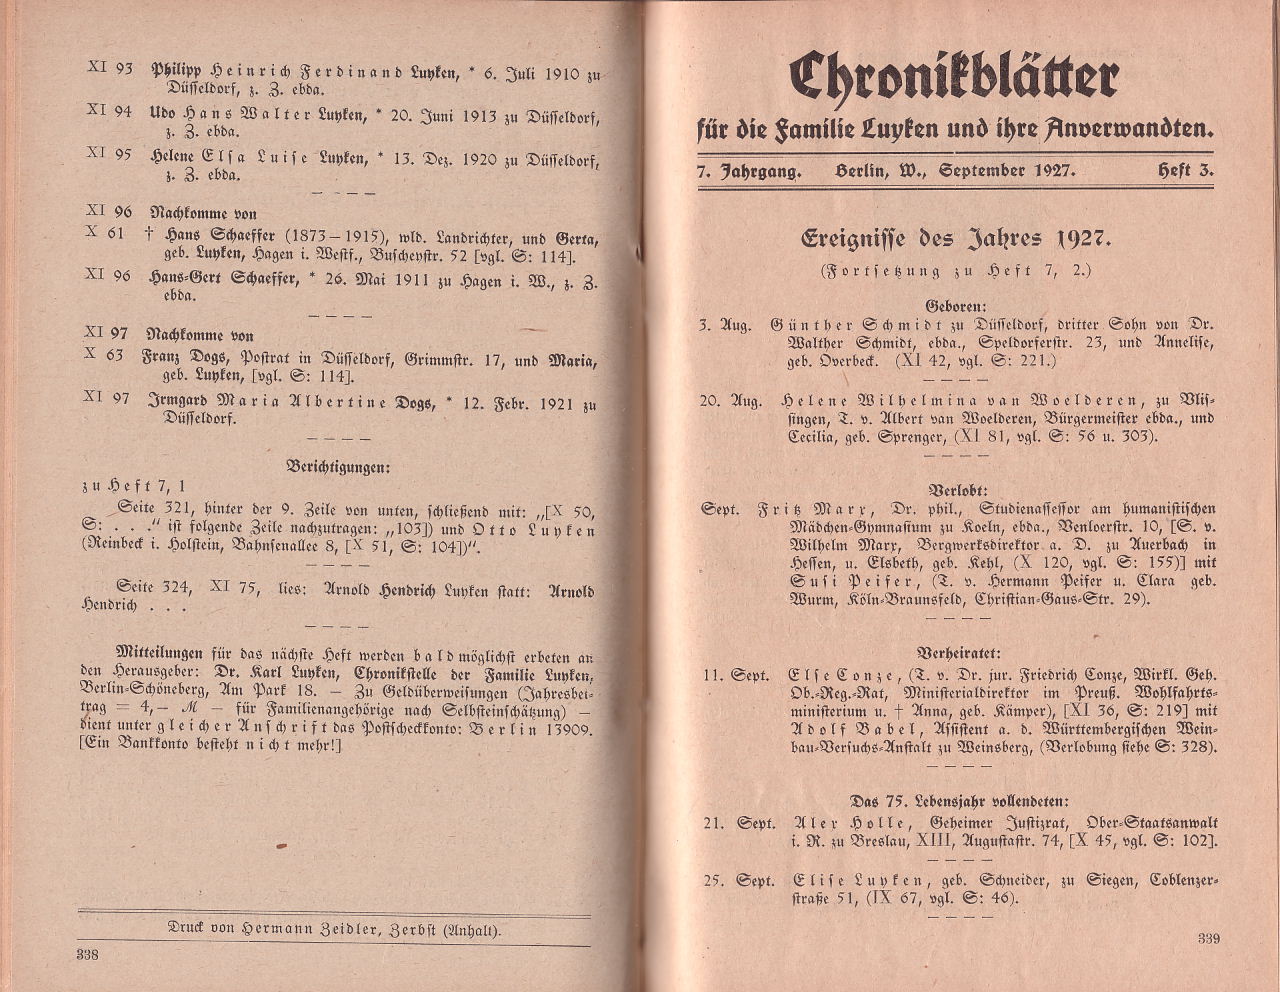 XI 93 Philipp Heinrich Ferdinand Luyken, * 6. Juli 1910 zu
Düsseldorf, z. Z. ebda.
XI 94 Udo Hans Walter Luyken, * 20. Juni 1913 zu Düsseldorf,
z. Z. ebda.
XI 95 Helene Elsa Luise Luyken, * 13. Dez. 1920 zu Düsseldorf,
z. Z. ebda.
— — — —
XI 96 Nachkomme von
X 61 † Hans Schaeffer (1873–1915), wld. Landrichter, und Gerta,
geb. Luyken, Hagen i. Westf., Buscheystr. 52 [vgl. S: 114].
XI 96 Hans-Gert Schaeffer, * 26. Mai 1911 zu Hagen i. W., z. Z.
ebda.
— — — —
XI 97 Nachkomme von
X 63 Franz Dogs, Postrat in Düsseldorf, Grimmstr. 17, und Maria,
geb. Luyken, [vgl. S: 114].
XI 97 Irmgard Maria Albertine Dogs, * 12. Febr. 1921 zu
Düsseldorf.
— — — —
Berichtigungen:
zu Heft 7, 1
Seite 321, hinter der 9. Zeile von unten, schließend mit: „[X 50,
S: . . .“ ist folgende Zeile nachzutragen: „103]) und Otto Luyken
(Reinbeck i. Holstein, Bahnsenallee 8, [X 51, S: 104])“.
— — — —
Seite 324, XI 75, lies: Arnold Hendrich Luyken statt: Arnold
Hendrich . . .
— — — —
Mitteilungen für das nächste Heft werden bald möglichst erbeten an
den Herausgeber: Dr. Karl Luyken, Chronikstelle der Familie Luyken,
Berlin-Schöneberg, Am Park 18. — Zu Geldüberweisungen (Jahresbei-
trag = 4,— ℳ — für Familienangehörige nach Selbsteinschätzung) —
dient unter gleicher Anschrift das Postscheckkonto: Berlin 13909.
[Ein Bankkonto besteht nicht mehr!]
Druck von Hermann Zeidler, Zerbst (Anhalt).
338
Chronikblätter
für die Familie Luyken und ihre Anverwandten.
7. Jahrgang. Berlin, W., September 1927. Heft 3.
Ereignisse des Jahres 1927.
(Fortsetzung zu Heft 7, 2.)
Geboren:
3. Aug. Günther Schmidt zu Düsseldorf, dritter Sohn von Dr.
Walther Schmidt, ebda., Speldorferstr. 23, und Annelise,
geb. Overbeck. (XI 42, vgl. S: 221.)
— — — —
20. Aug. Helene Wilhelmina van Woelderen, zu Vlis-
singen, T. v. Albert van Woelderen, Bürgermeister ebda., und
Cecilia, geb. Sprenger, (XI 81, vgl. S: 56 u. 303).
— — — —
Verlobt:
Sept. Fritz Marx, Dr. phil., Studienassessor am humanistischen
Mädchen-Gymnasium zu Koeln, ebda., Venloerstr. 10, [S. v.
Wilhelm Marx, Bergwerksdirektor a. D. zu Auerbach in
Hessen, u. Elsbeth, geb. Kehl, (X 120, vgl. S: 155)] mit
Susi Peifer, (T. v. Hermann Peifer u. Clara geb.
Wurm, Köln-Braunsfeld, Christian-Gaus-Str. 29).
— — — —
Verheiratet:
11. Sept. Else Conze, (T. v. Dr. jur. Friedrich Conze, Wirkl. Geh.
Ob.-Reg.-Rat, Ministerialdirektor im Preuß. Wohlfahrts-
ministerium u. † Anna, geb. Kämper), [XI 36, S: 219] mit
Adolf Babel, Assistent a. d. Württembergischen Wein-
bau-Versuchs-Anstalt zu Weinsberg, (Verlobung siehe S: 328).
— — — —
Das 75. Lebensjahr vollendeten:
21. Sept. Alex Holle, Geheimer Justizrat, Ober-Staatsanwalt
i. R. zu Breslau, XIII, Augustastr. 74, [X 45, vgl. S: 102].
— — — —
25. Sept. Elise Luyken, geb. Schneider, zu Siegen, Coblenzer-
straße 51, (IX 67, vgl. S: 46).
— — — —
339